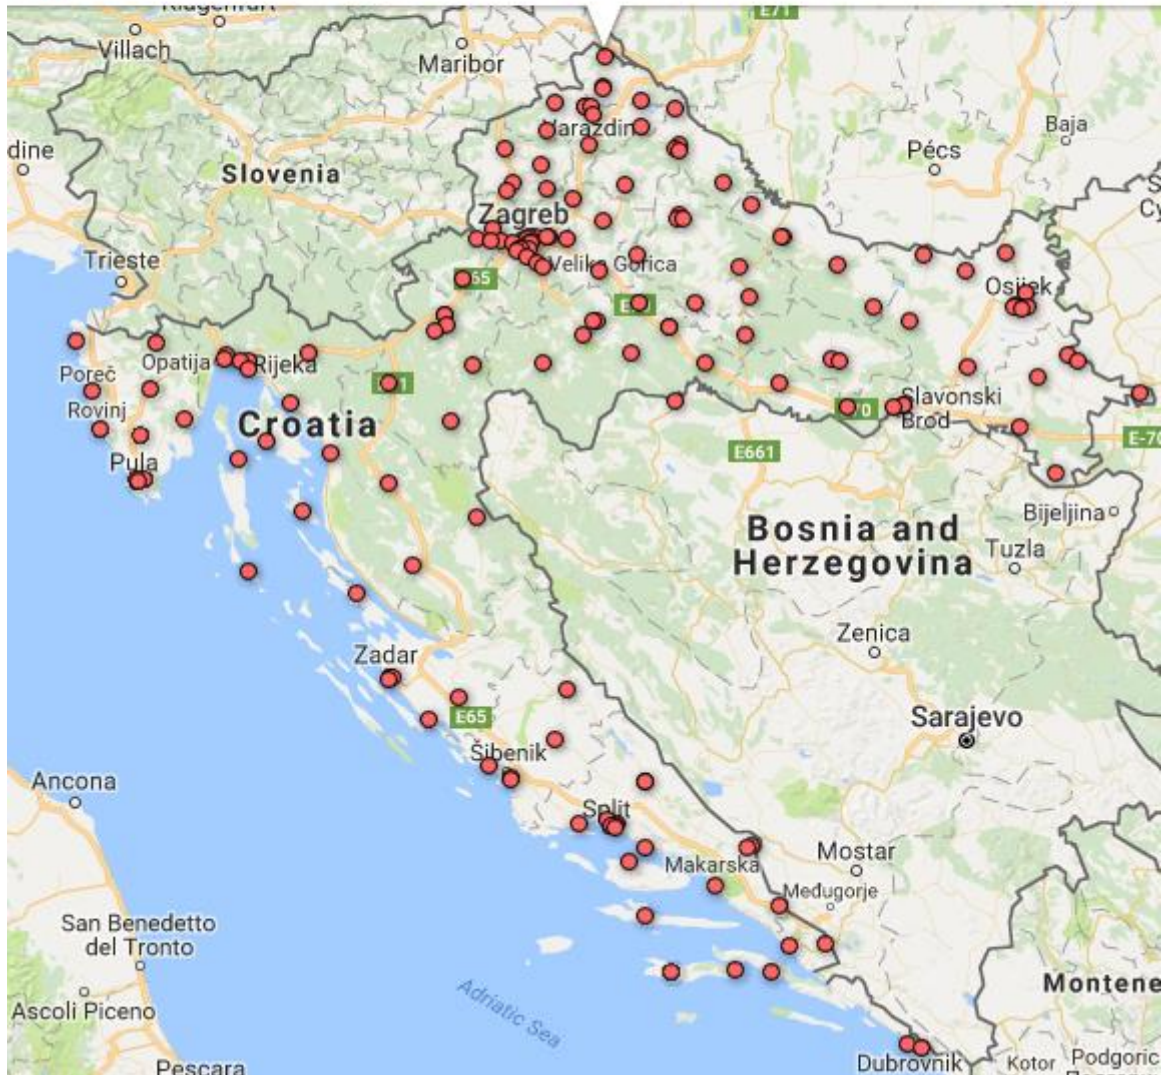 E71
Villach
Maribor
Varaždin
Baja
dine
Pécs
Slovenia
S
Cy
Zagreb
Trieste
Velika Gorica
E65
Osijek
Opatija
Rijeka
Poreč
Rovinj
Croatia
Slavonski
Brod
E661
E-70
Pula
Bosnia and
Herzegovina
Bijeljina
Tuzla
Zenica
Zadar
E65
Sarajevo
Šibenik
Ancona
Split
Mostar
Makarska
Međugorje
San Benedetto
del Tronto
Montene
Adriatic Sea
Ascoli Piceno
Dubrovnik
Kotor
Podgoric
Pescara